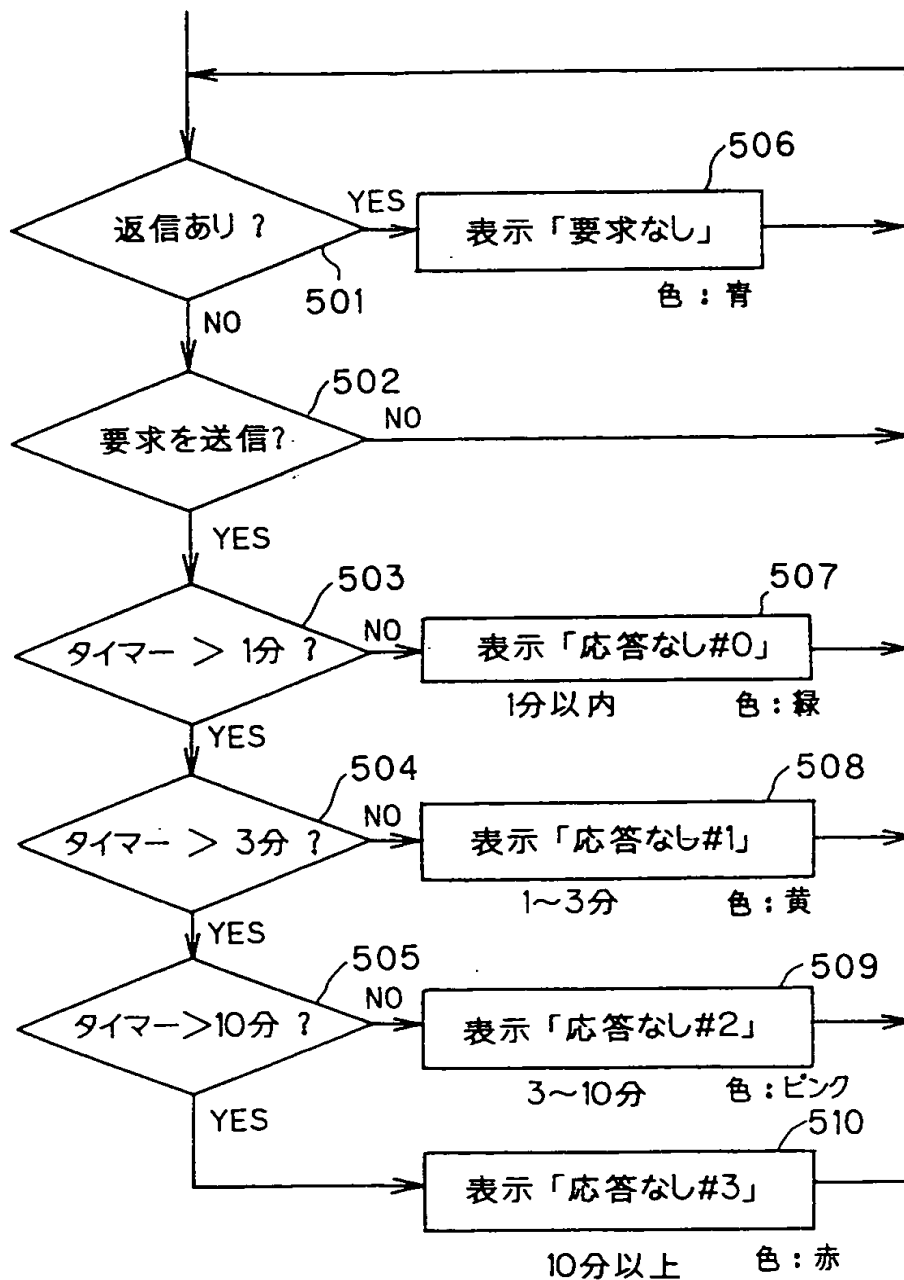 506
返信あり ?
YES
表示「要求なし」
501
色 : 青
NO
502
要求を送信?
NO
YES
503
507
タイマー > 1分 ?
NO
表示「応答なし#0」
1分以内
色 : 緑
YES
504
508
タイマー > 3分 ?
NO
表示「応答なし#1」
1～3分
色 : 黄
YES
505
509
タイマー>10分 ?
NO
表示「応答なし#2」
3～10分
色 : ピンク
YES
510
表示「応答なし#3」
10分以上
色 : 赤